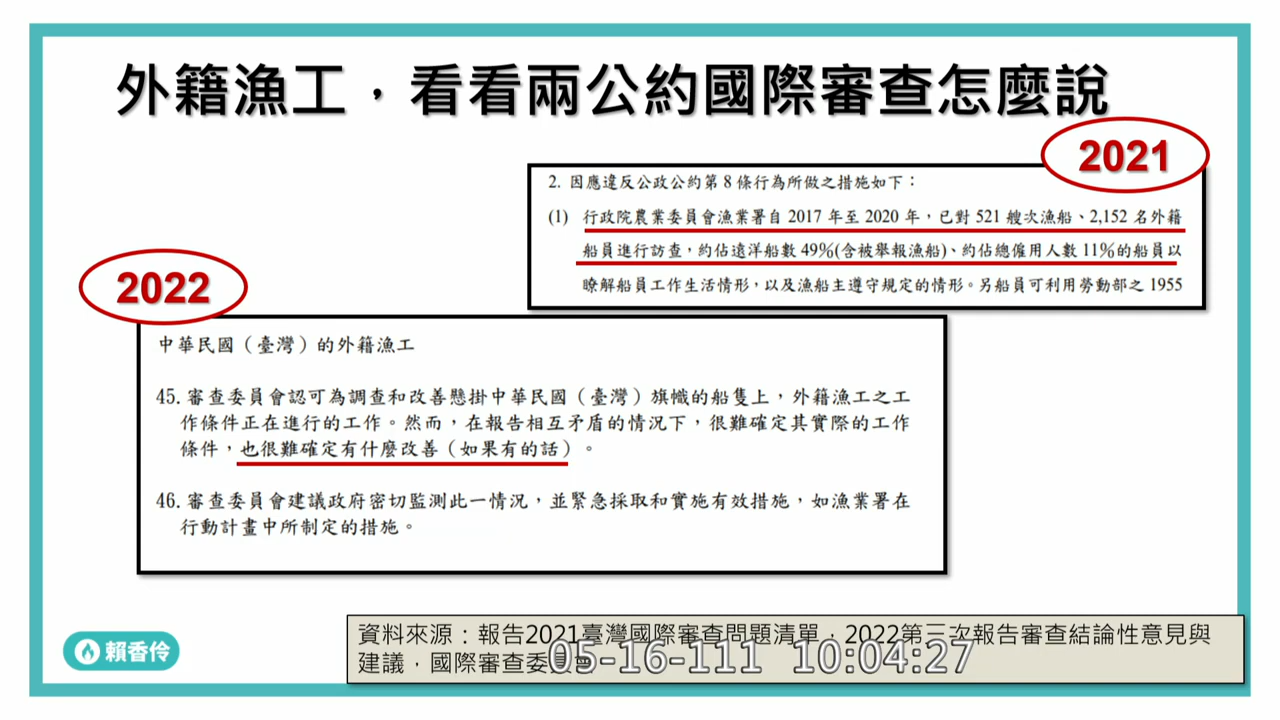 外籍漁工，看看兩公約國際審查怎麼說
2021
2. 因應違反公政公約第 8 條行為所做之措施如下：
(1) 行政院農業委員會漁業署自 2017 年至 2020 年，已對 521 艘次漁船、2,152 名外籍
船員進行訪查，約佔遠洋船數 49%(含被舉報漁船)、約佔總僱用人數 11%的船員以
瞭解船員工作生活情形，以及漁船主遵守規定的情形。另船員可利用勞動部之 1955
2022
中華民國（臺灣）的外籍漁工
45. 審查委員會認可為調查和改善懸掛中華民國（臺灣）旗幟的船隻上，外籍漁工之工
作條件正在進行的工作。然而，在報告相互矛盾的情況下，很難確定其實際的工作
條件，也很難確定有什麼改善（如果有的話）。
46. 審查委員會建議政府密切監測此一情況，並緊急採取和實施有效措施，如漁業署在
行動計畫中所制定的措施。
賴香伶
資料來源：報告2021臺灣國際審查問題清單，2022第三次報告審查結論性意見與
建議，國際審查委員會
05-16-111 10:04:27